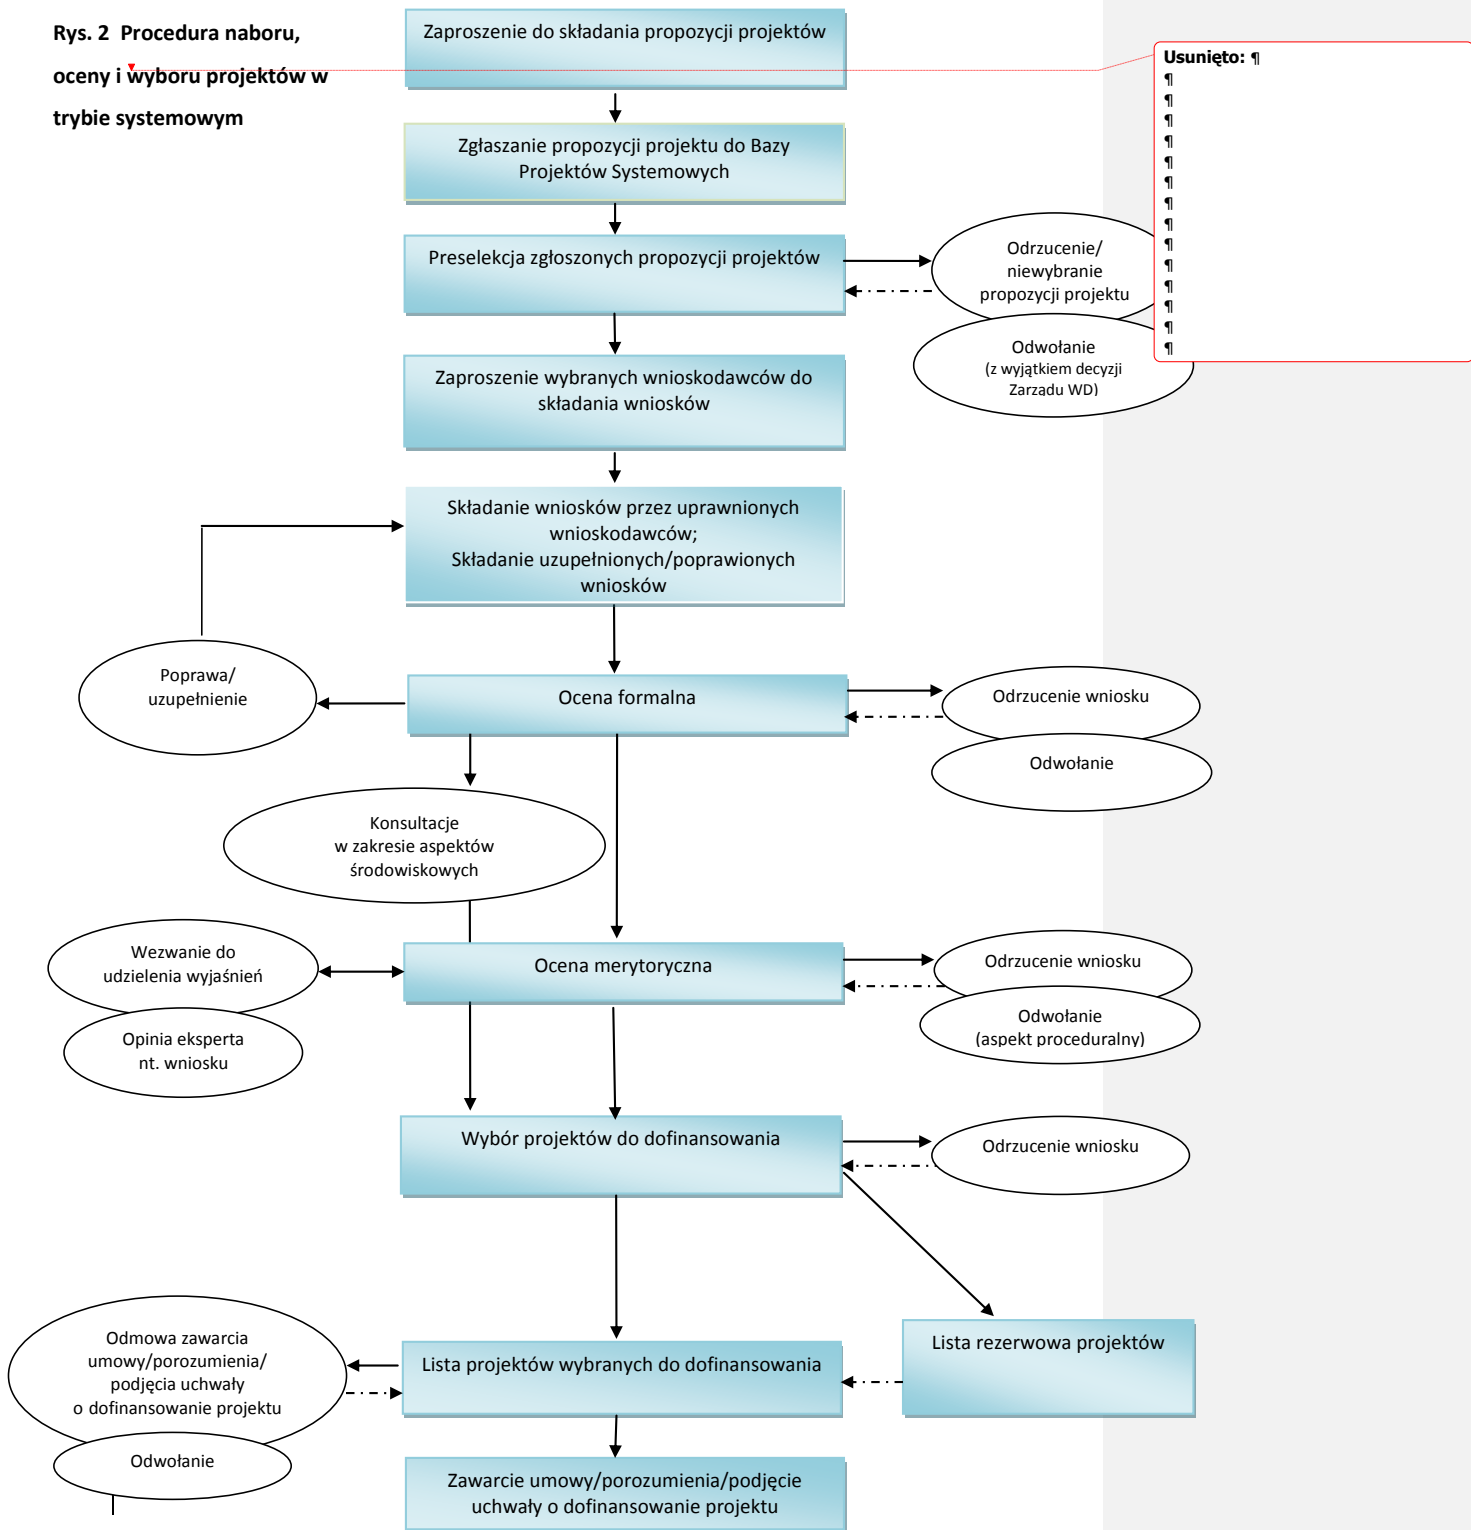 Rys. 2 Procedura naboru,
oceny i wyboru projektów w
trybie systemowym
Zaproszenie do składania propozycji projektów
Usunięto: ¶
¶
¶
¶
¶
¶
¶
¶
¶
¶
¶
¶
¶
¶
¶
Zgłaszanie propozycji projektu do Bazy
Projektów Systemowych
Preselekcja zgłoszonych propozycji projektów
Odrzucenie/
niewybranie
propozycji projektu
Odwołanie
(z wyjątkiem decyzji
Zarządu WD)
Zaproszenie wybranych wnioskodawców do
składania wniosków
Składanie wniosków przez uprawnionych
wnioskodawców;
Składanie uzupełnionych/poprawionych
wniosków
Poprawa/
uzupełnienie
Ocena formalna
Odrzucenie wniosku
Odwołanie
Konsultacje
w zakresie aspektów
środowiskowych
Wezwanie do
udzielenia wyjaśnień
Opinia eksperta
nt. wniosku
Ocena merytoryczna
Odrzucenie wniosku
Odwołanie
(aspekt proceduralny)
Wybór projektów do dofinansowania
Odrzucenie wniosku
Odmowa zawarcia
umowy/porozumienia/
podjęcia uchwały
o dofinansowanie projektu
Odwołanie
Lista projektów wybranych do dofinansowania
Lista rezerwowa projektów
Zawarcie umowy/porozumienia/podjęcie
uchwały o dofinansowanie projektu